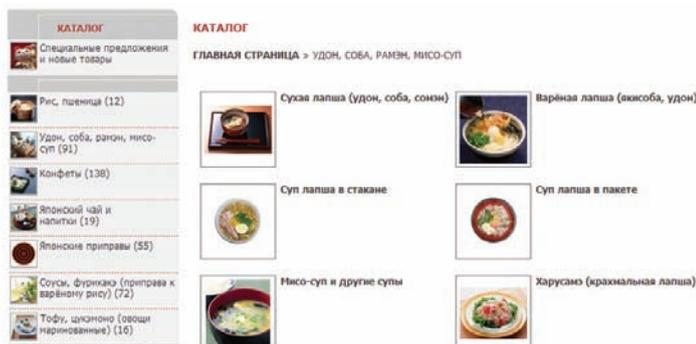 КАТАЛОГ
Специальные предложения
и новые товары
Рис, пшеница (12)
Удон, соба, рамэн, мисо-
суп (91)
Конфеты (138)
Японский чай и
напитки (19)
Японские приправы (55)
Соусы, фурикакэ (приправа к
варёному рису) (72)
Тофу, цукэмоно (овощи
маринованные) (16)
КАТАЛОГ
ГЛАВНАЯ СТРАНИЦА » УДОН, СОБА, РАМЭН, МИСО-СУП
Сухая лапша (удон, соба, сомэн)
Варёная лапша (якисоба, удон)
Суп лапша в стакане
Суп лапша в пакете
Мисо-суп и другие супы
Харусамэ (крахмальная лапша)